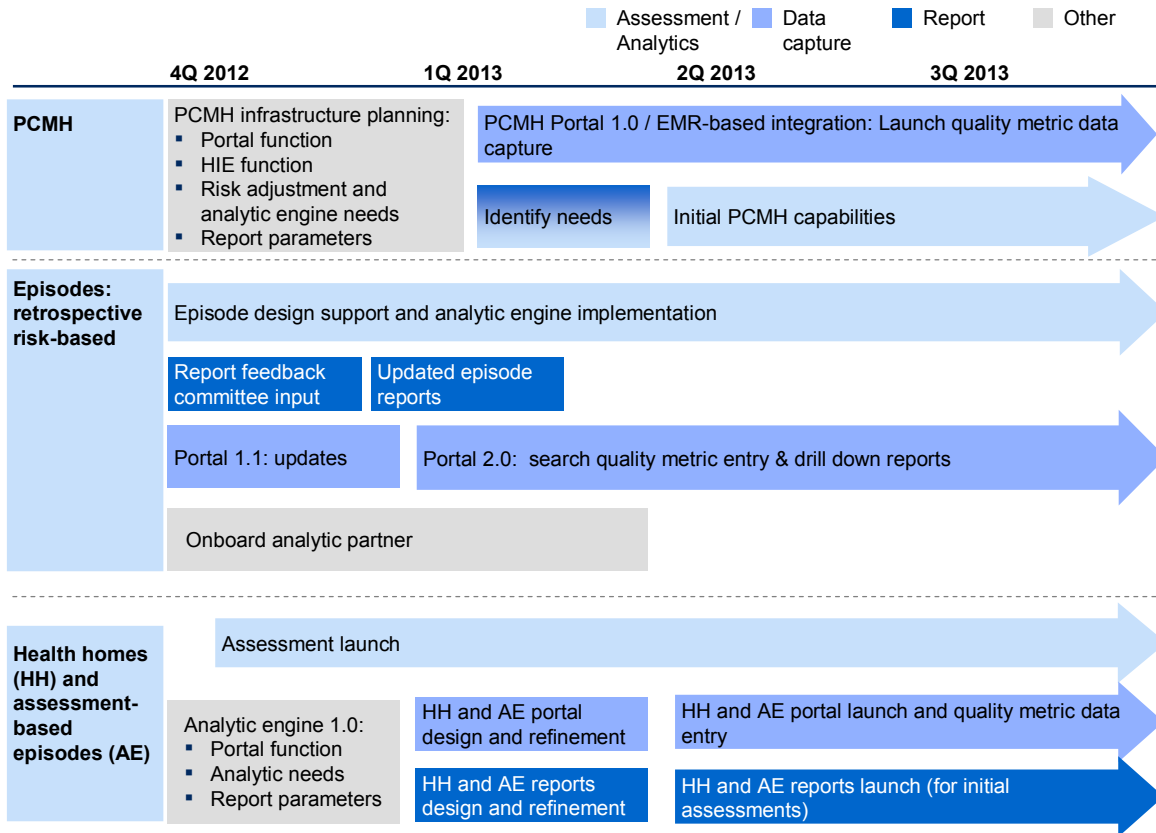 Assessment /
Analytics
Data
capture
Report
Other
4Q 2012
1Q 2013
2Q 2013
3Q 2013
PCMH
PCMH infrastructure planning:
▪ Portal function
▪ HIE function
▪ Risk adjustment and
analytic engine needs
▪ Report parameters
PCMH Portal 1.0 / EMR-based integration: Launch quality metric data
capture
Identify needs
Initial PCMH capabilities
Episodes:
retrospective
risk-based
Episode design support and analytic engine implementation
Report feedback
committee input
Updated episode
reports
Portal 1.1: updates
Portal 2.0: search quality metric entry & drill down reports
Onboard analytic partner
Health homes
(HH) and
assessment-
based
episodes (AE)
Assessment launch
Analytic engine 1.0:
▪ Portal function
▪ Analytic needs
▪ Report parameters
HH and AE portal
design and refinement
HH and AE portal launch and quality metric data
entry
HH and AE reports
design and refinement
HH and AE reports launch (for initial
assessments)